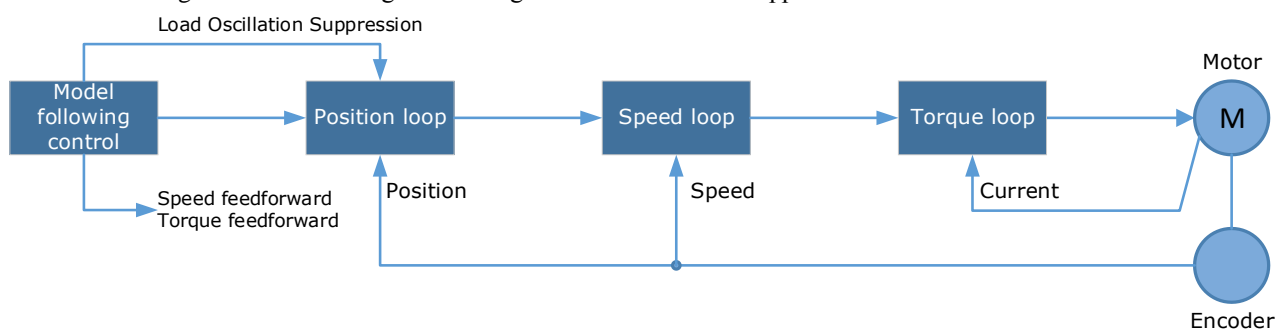 Load Oscillation Suppression
Motor
Model
following
control
Position loop
Speed loop
Torque loop
M
Speed feedforward
Torque feedforward
Position
Speed
Current
Encoder